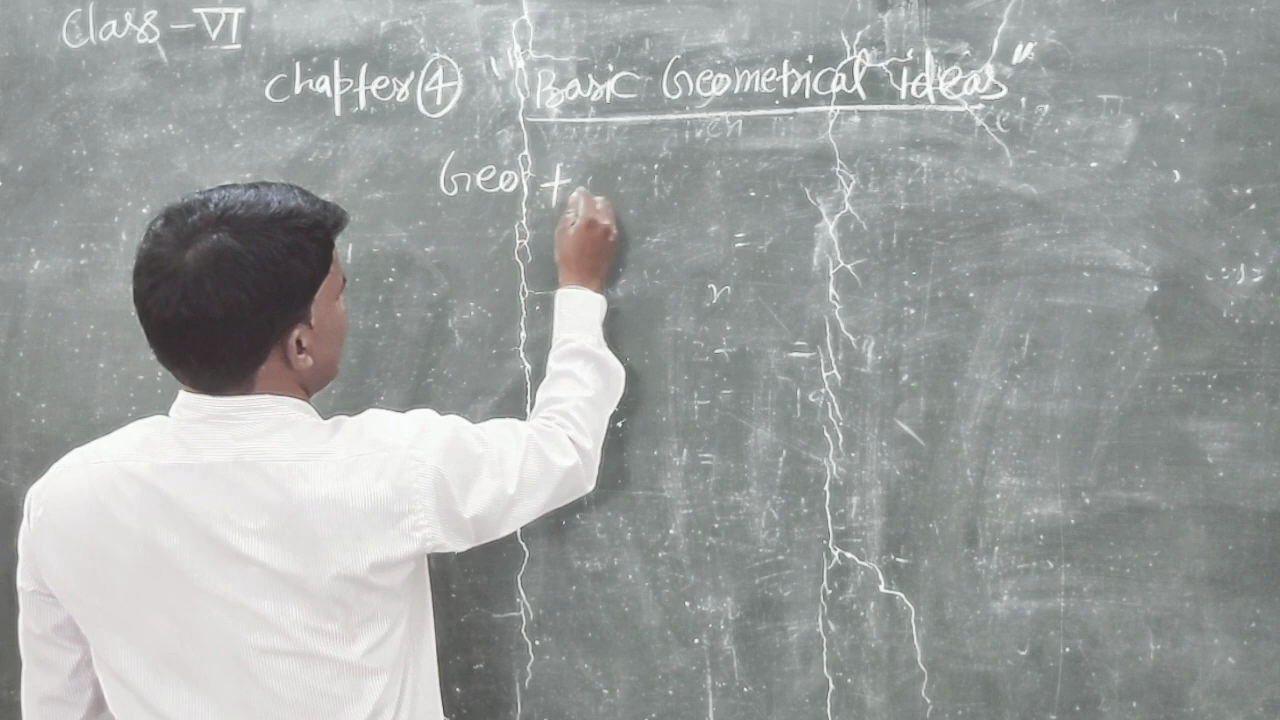 Class - VI
Chapter ④ "Basic Geometrical ideas"
Geo +